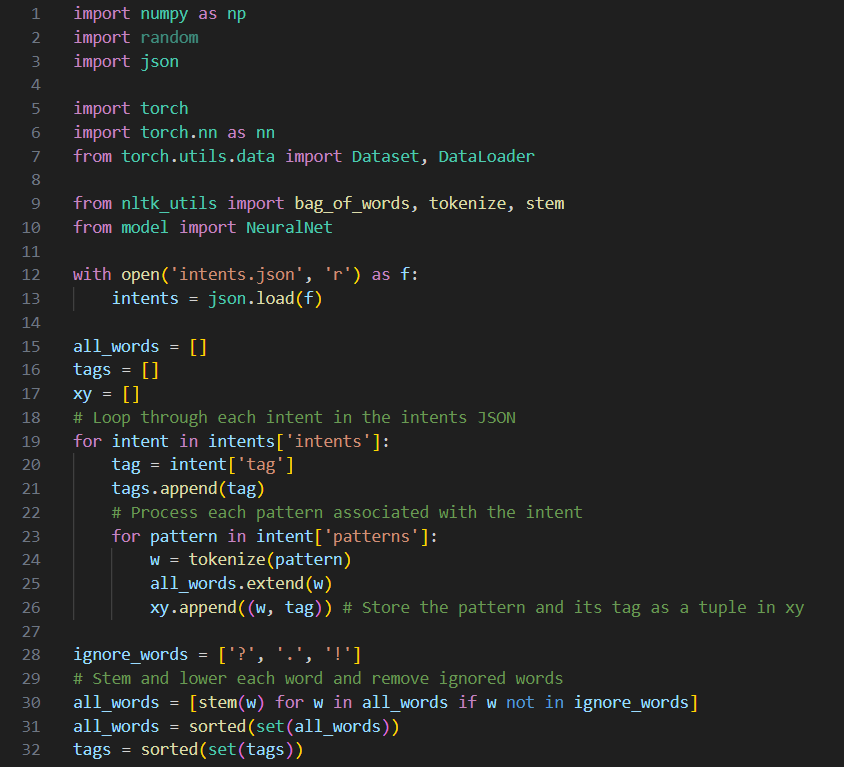 1 import numpy as np
2 import random
3 import json
4
5 import torch
6 import torch.nn as nn
7 from torch.utils.data import Dataset, DataLoader
8
9 from nltk_utils import bag_of_words, tokenize, stem
10 from model import NeuralNet
11
12 with open('intents.json', 'r') as f:
13     intents = json.load(f)
14
15 all_words = []
16 tags = []
17 xy = []
18 # Loop through each intent in the intents JSON
19 for intent in intents['intents']:
20     tag = intent['tag']
21     tags.append(tag)
22     # Process each pattern associated with the intent
23     for pattern in intent['patterns']:
24         w = tokenize(pattern)
25         all_words.extend(w)
26         xy.append((w, tag)) # Store the pattern and its tag as a tuple in xy
27
28 ignore_words = ['?', '.', '!']
29 # Stem and lower each word and remove ignored words
30 all_words = [stem(w) for w in all_words if w not in ignore_words]
31 all_words = sorted(set(all_words))
32 tags = sorted(set(tags))